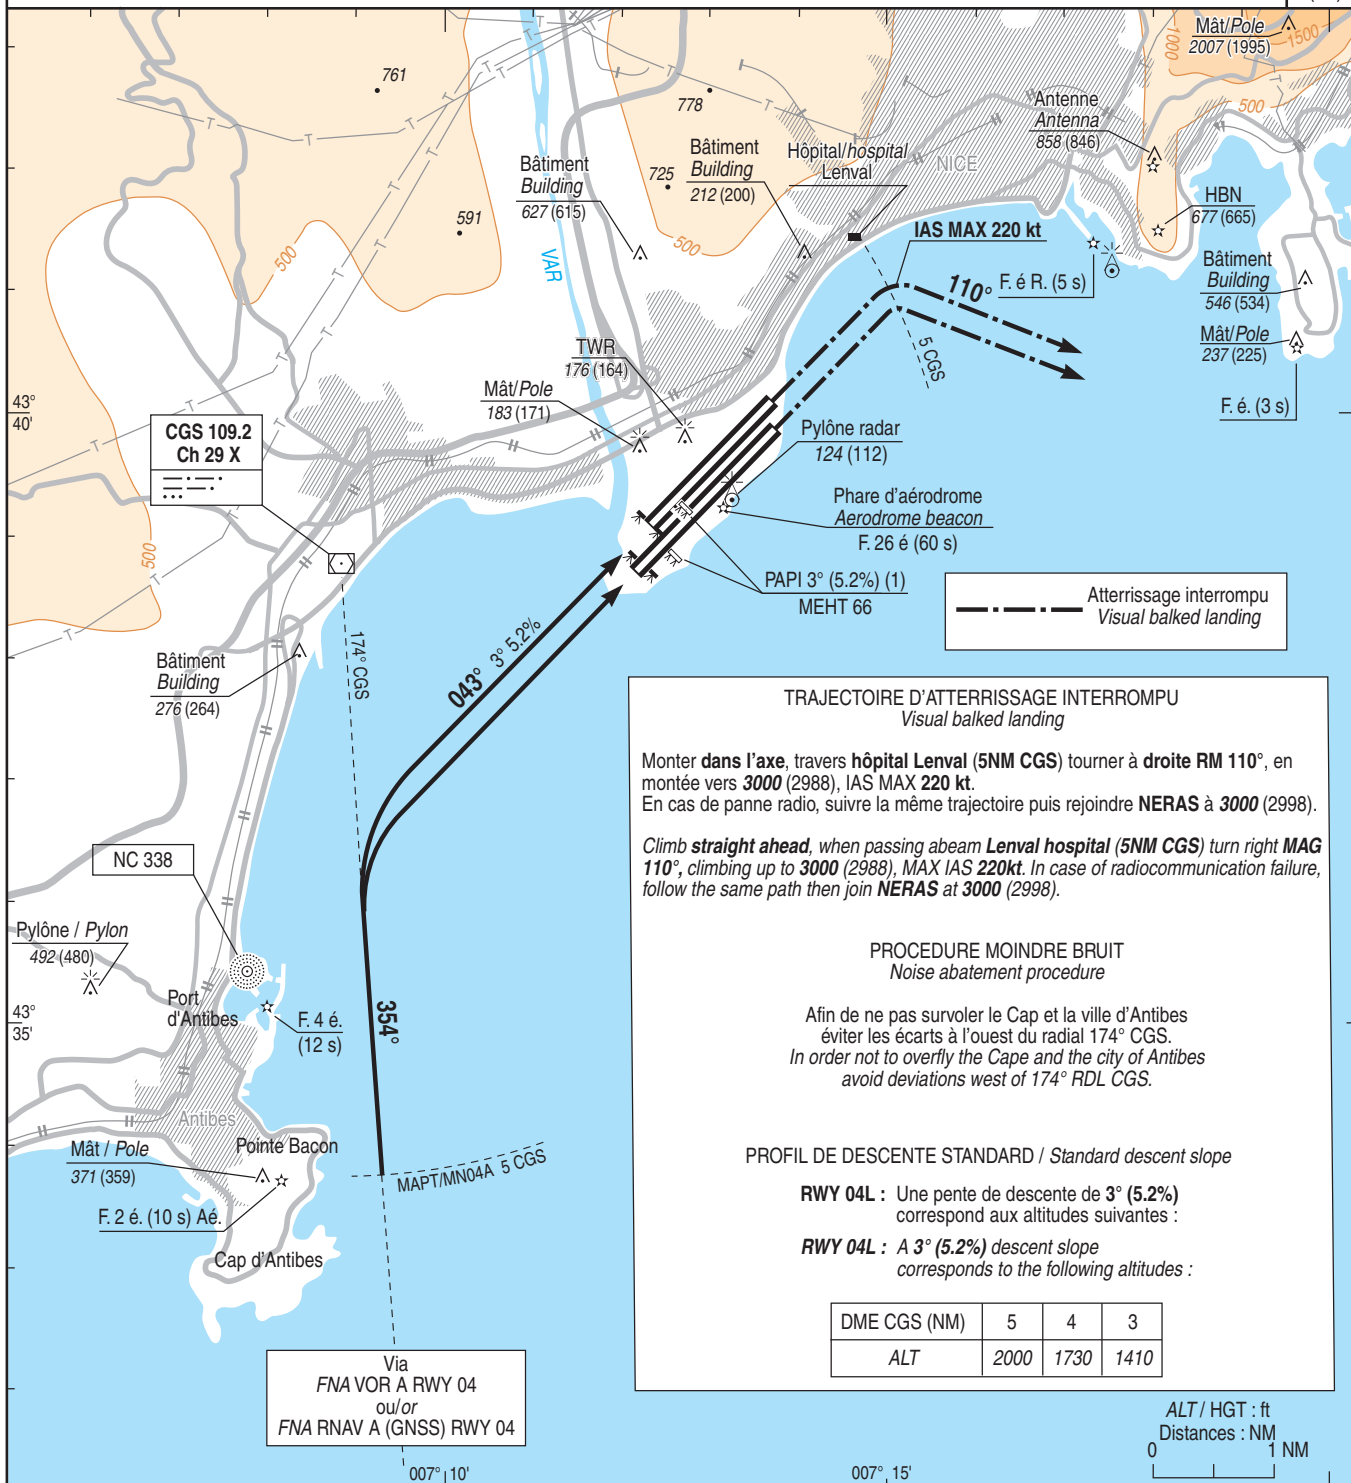 Mât/Pole
2007 (1995)
1000
1500
500
761
778
Antenne
Antenna
858 (846)
Bâtiment
Building
212 (200)
Hôpital/hospital
Lenval
NICE
Bâtiment
Building
627 (615)
725
591
500
500
VAR
IAS MAX 220 kt
HBN
677 (665)
110°
F. é R. (5 s)
Bâtiment
Building
546 (534)
5 CGS
Mât/Pole
237 (225)
F. é. (3 s)
TWR
176 (164)
Mât/Pole
183 (171)
43°
40'
CGS 109.2
Ch 29 X
Pylône radar
124 (112)
Phare d'aérodrome
Aerodrome beacon
F. 26 é (60 s)
500
PAPI 3° (5.2%) (1)
MEHT 66
Atterrissage interrompu
Visual balked landing
174° CGS
043° 3° 5.2%
Bâtiment
Building
276 (264)
TRAJECTOIRE D'ATTERRISSAGE INTERROMPU
Visual balked landing
Monter dans l'axe, travers hôpital Lenval (5NM CGS) tourner à droite RM 110°, en
montée vers 3000 (2988), IAS MAX 220 kt.
En cas de panne radio, suivre la même trajectoire puis rejoindre NERAS à 3000 (2998).
Climb straight ahead, when passing abeam Lenval hospital (5NM CGS) turn right MAG
110°, climbing up to 3000 (2988), MAX IAS 220kt. In case of radiocommunication failure,
follow the same path then join NERAS at 3000 (2998).
NC 338
Pylône / Pylon
492 (480)
Port
d'Antibes
F. 4 é.
(12 s)
43°
35'
354°
PROCEDURE MOINDRE BRUIT
Noise abatement procedure
Afin de ne pas survoler le Cap et la ville d'Antibes
éviter les écarts à l'ouest du radial 174° CGS.
In order not to overfly the Cape and the city of Antibes
avoid deviations west of 174° RDL CGS.
Antibes
Mât / Pole
371 (359)
Pointe Bacon
F. 2 é. (10 s) Aé.
Cap d'Antibes
MAPT/MN04A 5 CGS
PROFIL DE DESCENTE STANDARD / Standard descent slope
RWY 04L : Une pente de descente de 3° (5.2%)
correspond aux altitudes suivantes :
RWY 04L : A 3° (5.2%) descent slope
corresponds to the following altitudes :
DME CGS (NM) 5 4 3
ALT 2000 1730 1410
Via
FNA VOR A RWY 04
ou/or
FNA RNAV A (GNSS) RWY 04
ALT / HGT : ft
Distances : NM
0 1 NM
007° 10'
007° 15'